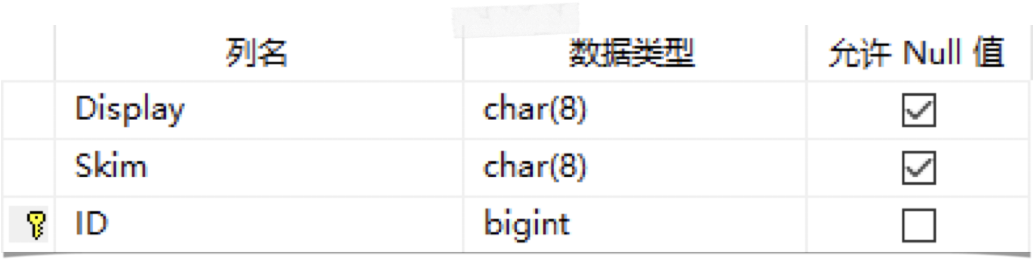 列名 数据类型 允许 Null 值
Display char(8)
Skim char(8)
ID bigint